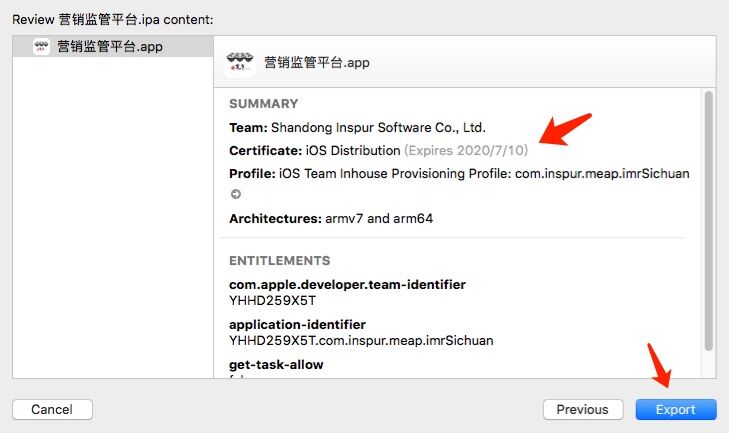 Review 营销监管平台.ipa content:
营销监管平台.app
营销监管平台.app
SUMMARY
Team: Shandong Inspur Software Co., Ltd.
Certificate: iOS Distribution (Expires 2020/7/10)
Profile: iOS Team Inhouse Provisioning Profile: com.inspur.meap.imrSichuan
Architectures: armv7 and arm64
ENTITLEMENTS
com.apple.developer.team-identifier
YHHD259X5T
application-identifier
YHHD259X5T.com.inspur.meap.imrSichuan
get-task-allow
Cancel
Previous
Export